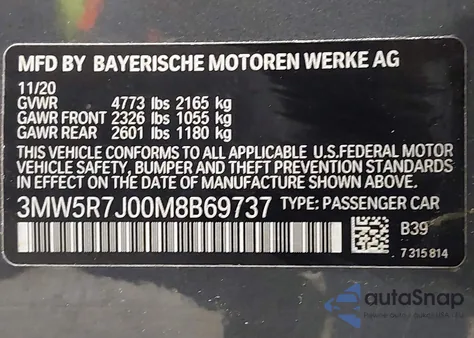 MFD BY BAYERISCHE MOTOREN WERKE AG
11/20
GVWR 4773 lbs 2165 kg
GAWR FRONT 2326 lbs 1055 kg
GAWR REAR 2601 lbs 1180 kg
THIS VEHICLE CONFORMS TO ALL APPLICABLE U.S.FEDERAL MOTOR
VEHICLE SAFETY, BUMPER AND THEFT PREVENTION STANDARDS
IN EFFECT ON THE DATE OF MANUFACTURE SHOWN ABOVE.
3MW5R7J00M8B69737 TYPE: PASSENGER CAR
B39
7 315 814
autaSnap